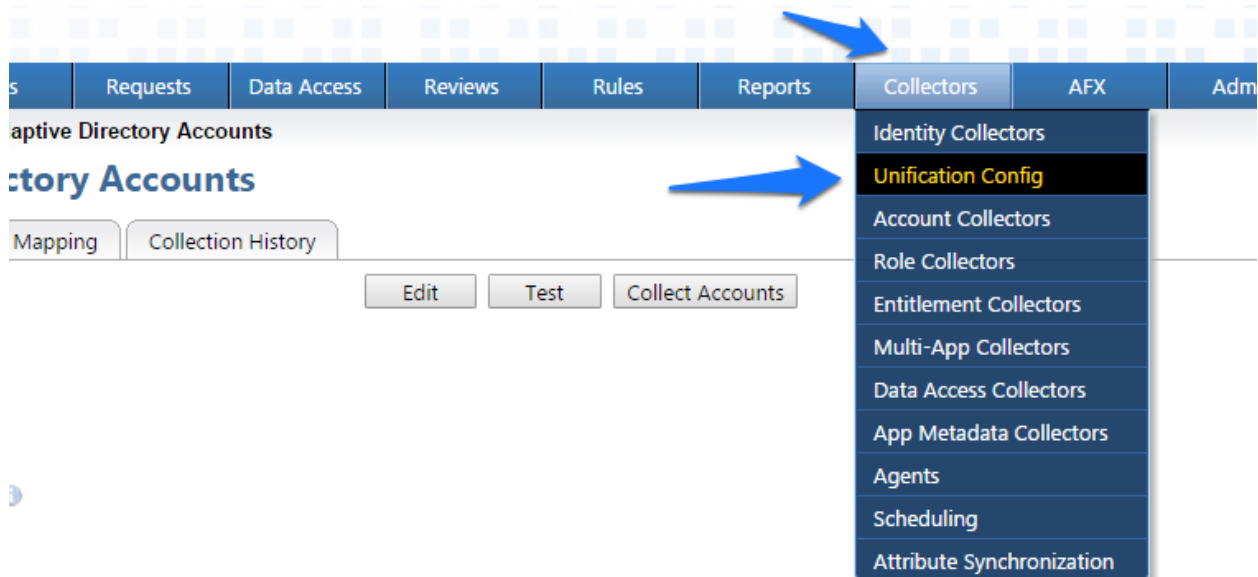 s Requests Data Access Reviews Rules Reports Collectors AFX Adm
aptive Directory Accounts
ctory Accounts
Mapping Collection History
Edit Test Collect Accounts
Identity Collectors
Unification Config
Account Collectors
Role Collectors
Entitlement Collectors
Multi-App Collectors
Data Access Collectors
App Metadata Collectors
Agents
Scheduling
Attribute Synchronization